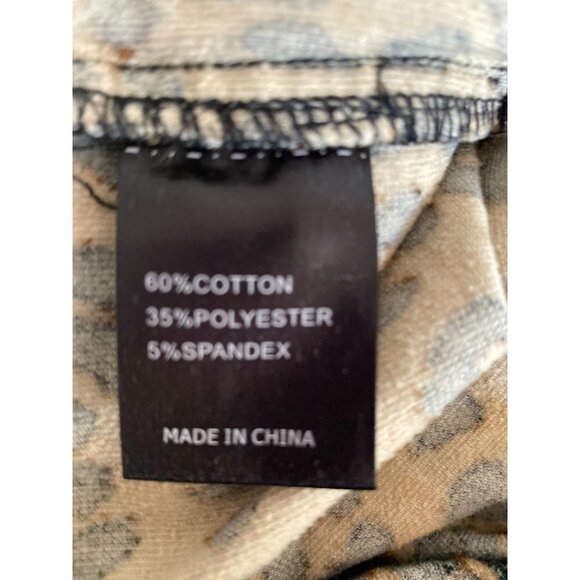 60%COTTON
35%POLYESTER
5%SPANDEX
MADE IN CHINA